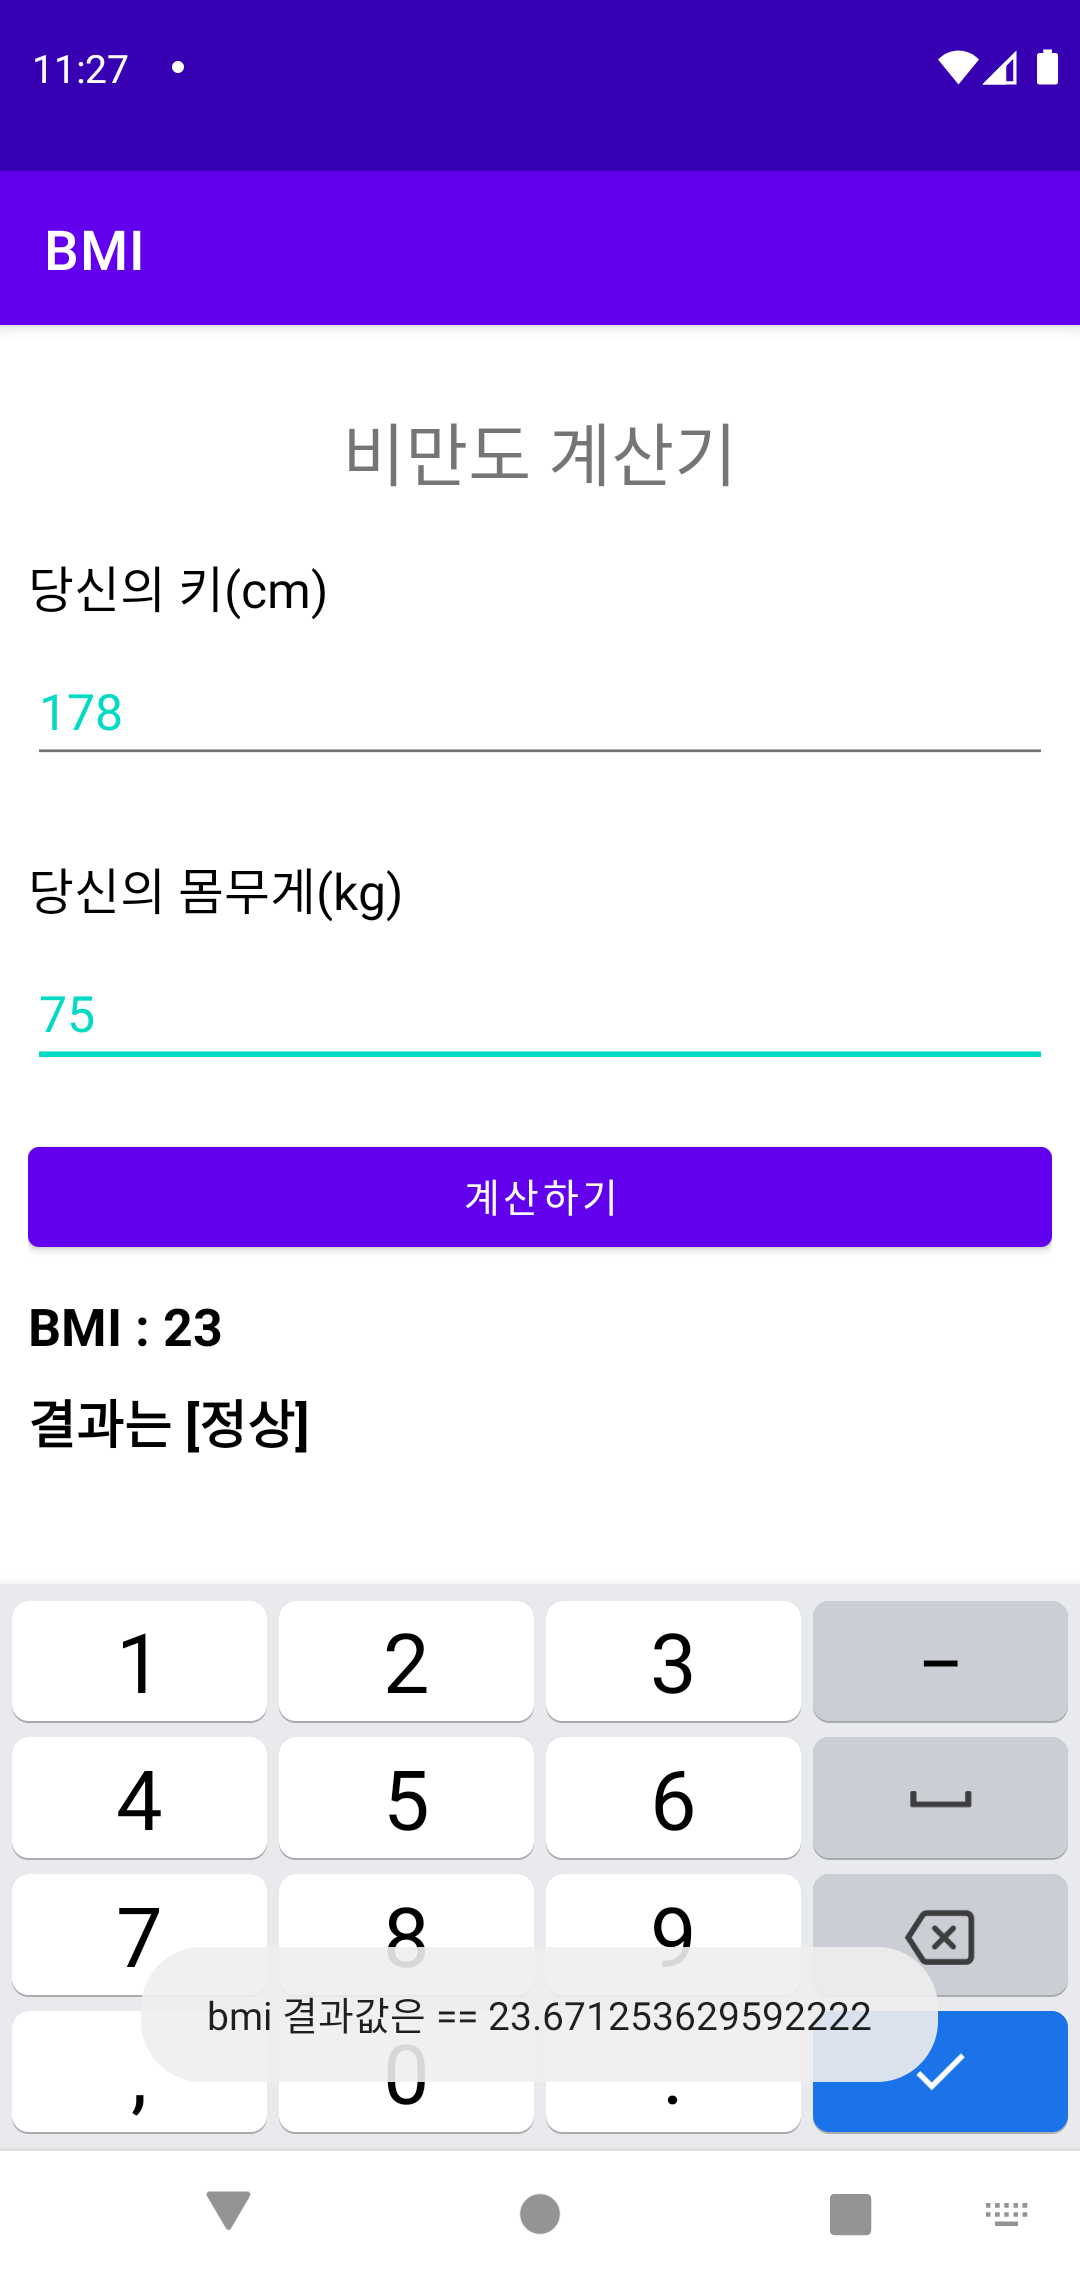 11:27
BMI
비만도 계산기
당신의 키(cm)
178
당신의 몸무게(kg)
75
계산하기
BMI : 23
결과는 [정상]
1 2 3 –
4 5 6
7 8 9
, 0 .
bmi 결과값은 == 23.671253629592222